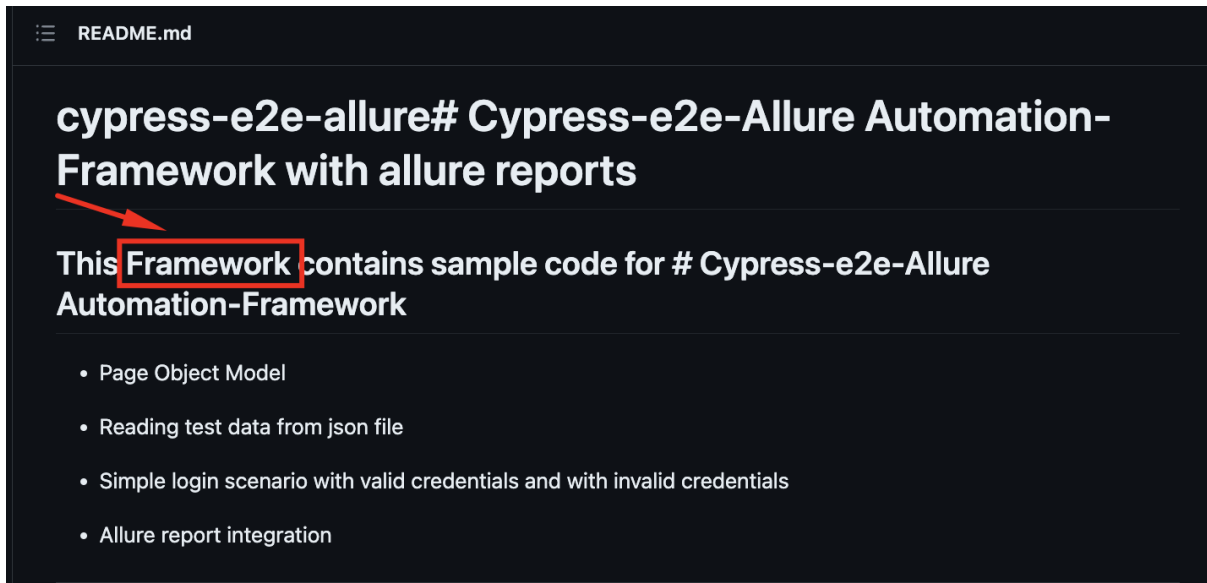 README.md
cypress-e2e-allure# Cypress-e2e-Allure Automation-
Framework with allure reports
This Framework contains sample code for # Cypress-e2e-Allure
Automation-Framework
• Page Object Model
• Reading test data from json file
• Simple login scenario with valid credentials and with invalid credentials
• Allure report integration